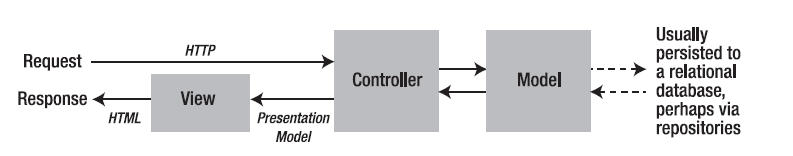 Request
HTTP
Response
HTML
View
Presentation
Model
Controller
Model
Usually
persisted to
a relational
database,
perhaps via
repositories